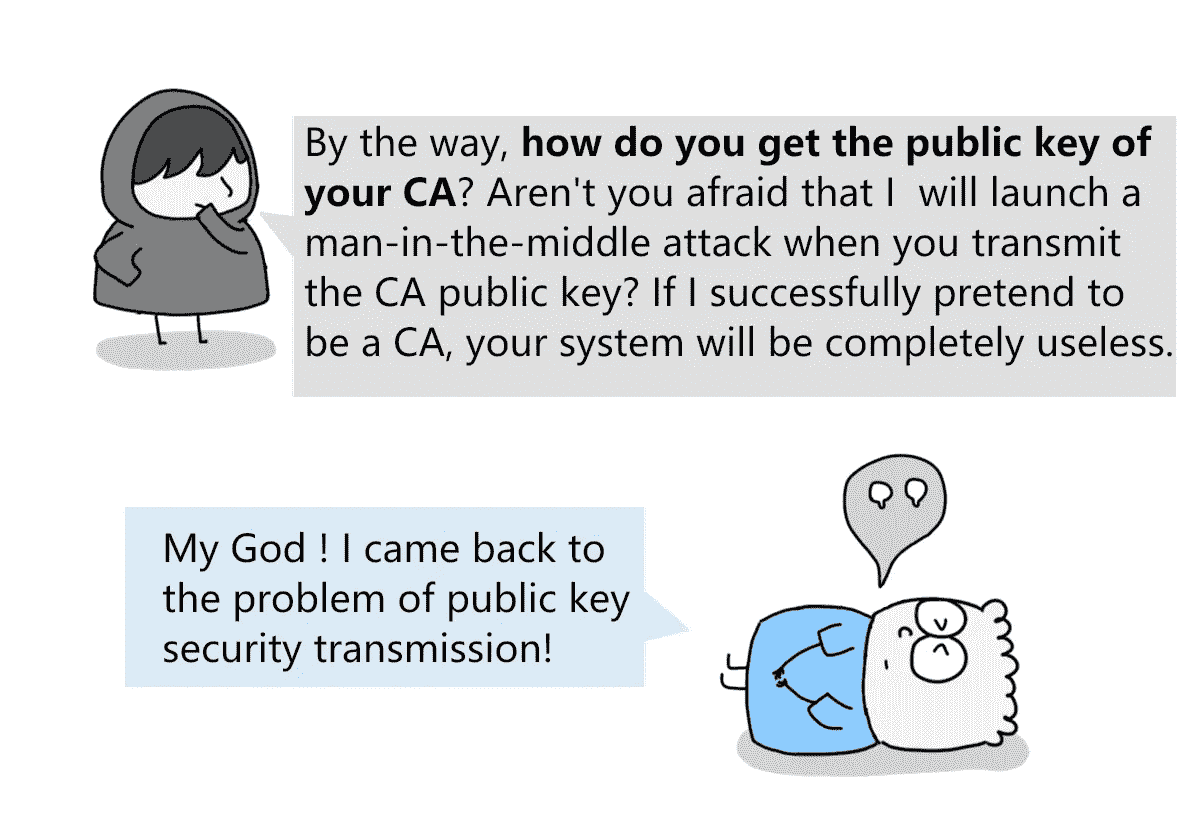 By the way, how do you get the public key of
your CA? Aren't you afraid that I  will launch a
man-in-the-middle attack when you transmit
the CA public key? If I successfully pretend to
be a CA, your system will be completely useless.
My God ! I came back to
the problem of public key
security transmission!